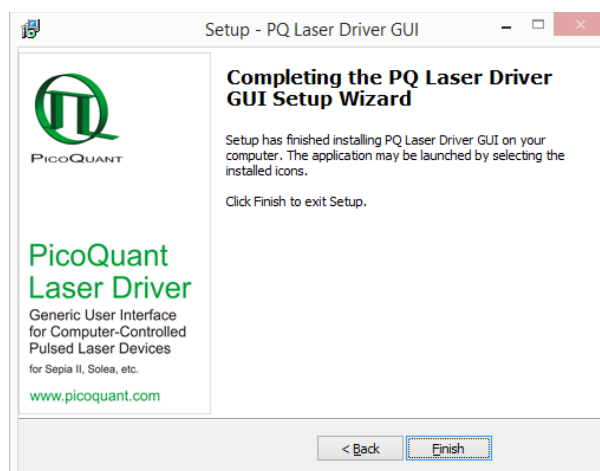 Setup - PQ Laser Driver GUI
PICOQUANT
Completing the PQ Laser Driver
GUI Setup Wizard
Setup has finished installing PQ Laser Driver GUI on your
computer. The application may be launched by selecting the
installed icons.
Click Finish to exit Setup.
PicoQuant
Laser Driver
Generic User Interface
for Computer-Controlled
Pulsed Laser Devices
for Sepia II, Solea, etc.
www.picoquant.com
< Back
Finish